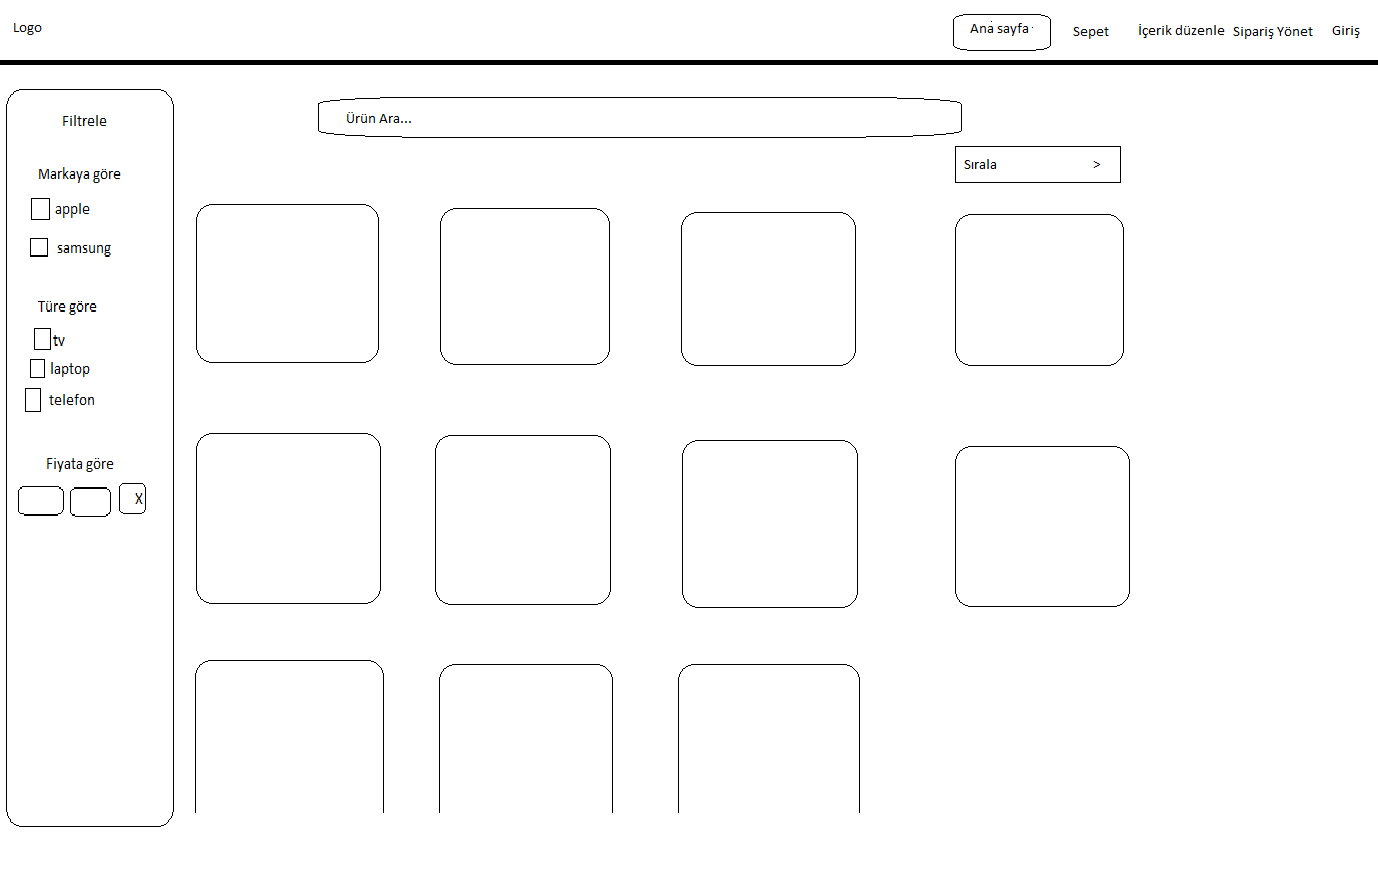 Logo
Ana sayfa
Sepet
İçerik düzenle
Sipariş Yönet
Giriş
Filtrele
Markaya göre
apple
samsung
Türe göre
tv
laptop
telefon
Fiyata göre
X
Ürün Ara...
Sırala >